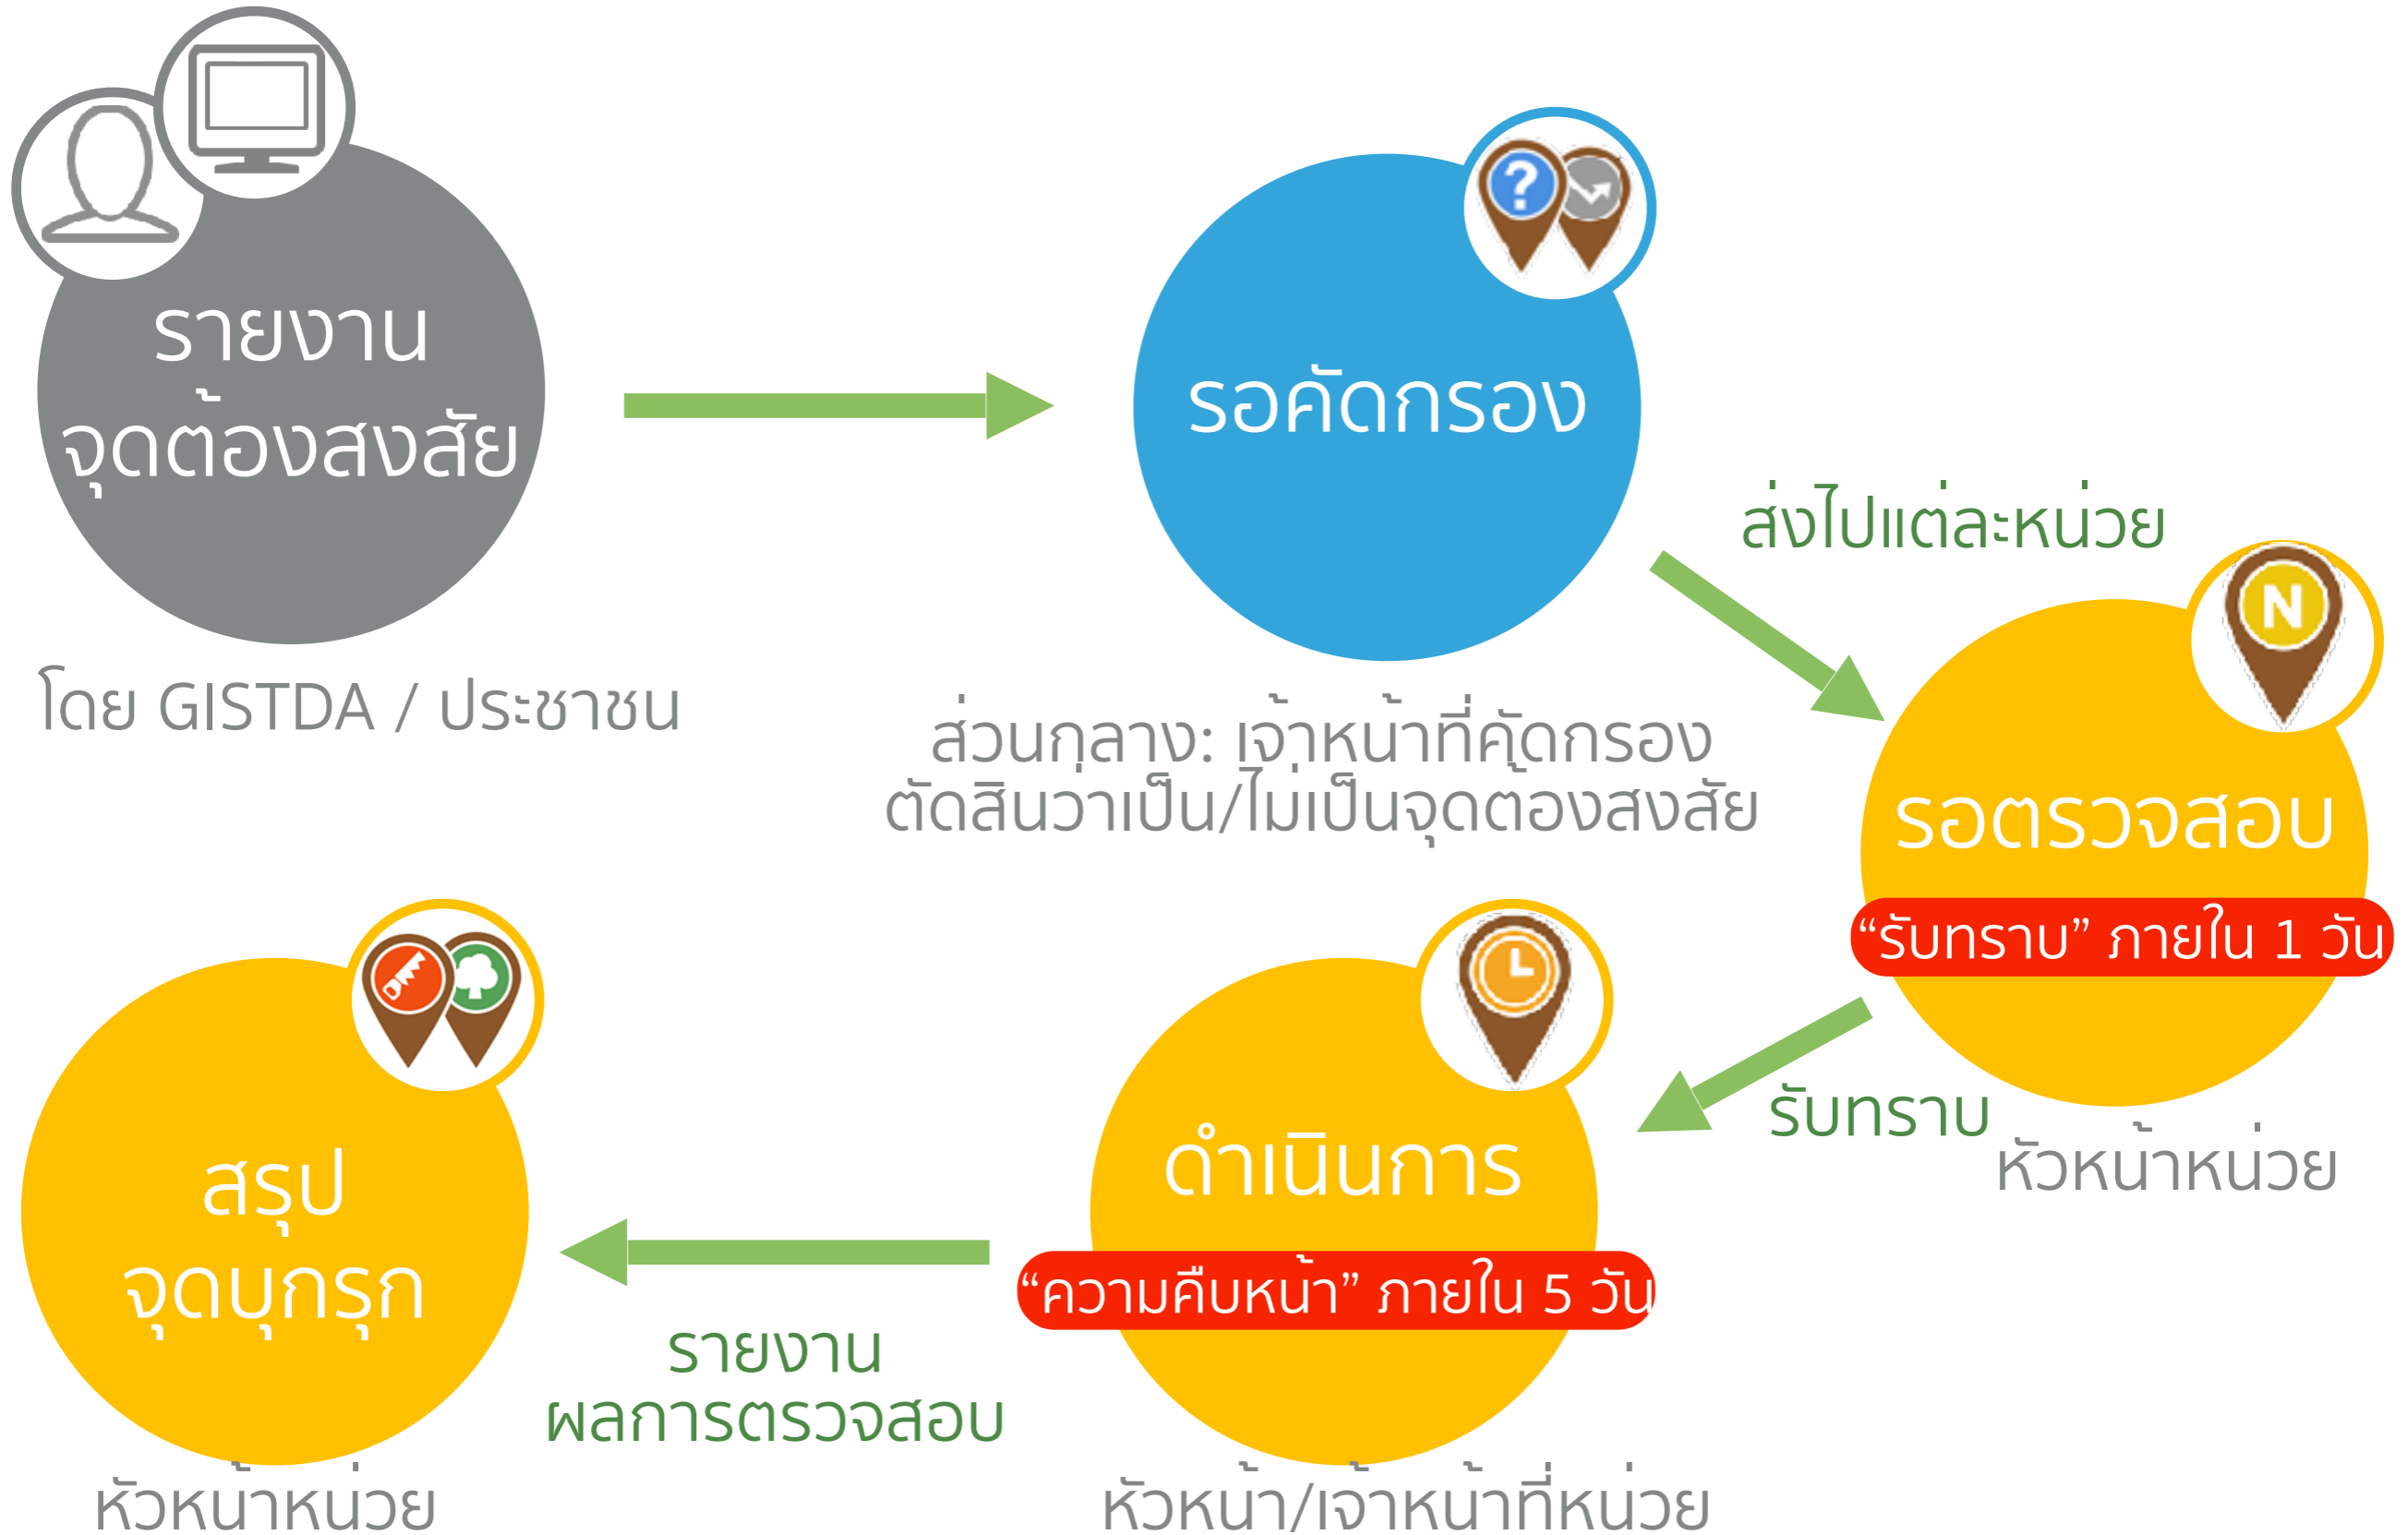 รายงาน
จุดต้องสงสัย
โดย GISTDA / ประชาชน
รอคัดกรอง
ส่วนกลาง: เจ้าหน้าที่คัดกรอง
ตัดสินว่าเป็น/ไม่เป็นจุดต้องสงสัย
ส่งไปแต่ละหน่วย
N
รอตรวจสอบ
“รับทราบ” ภายใน 1 วัน
หัวหน้าหน่วย
รับทราบ
ดำเนินการ
“ความคืบหน้า” ภายใน 5 วัน
หัวหน้า/เจ้าหน้าที่หน่วย
รายงาน
ผลการตรวจสอบ
สรุป
จุดบุกรุก
หัวหน้าหน่วย